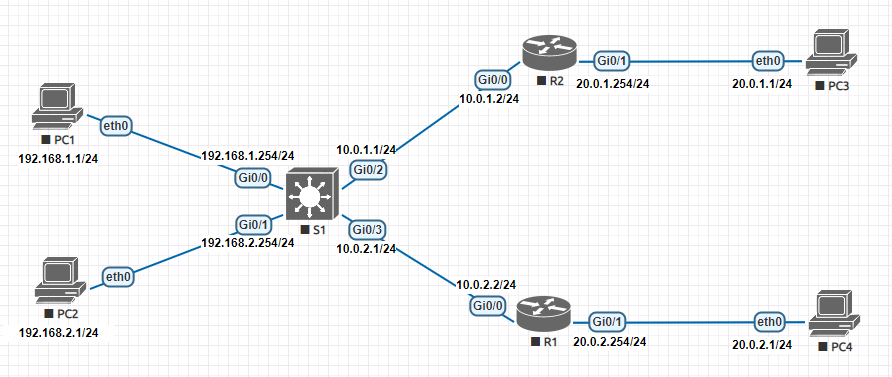 R2
Gi0/0
Gi0/1
eth0
PC3
10.0.1.2/24
20.0.1.254/24
20.0.1.1/24
eth0
PC1
192.168.1.1/24
192.168.1.254/24
10.0.1.1/24
Gi0/0
Gi0/2
S1
Gi0/1
Gi0/3
192.168.2.254/24
10.0.2.1/24
eth0
PC2
192.168.2.1/24
10.0.2.2/24
Gi0/0
R1
Gi0/1
eth0
PC4
20.0.2.254/24
20.0.2.1/24